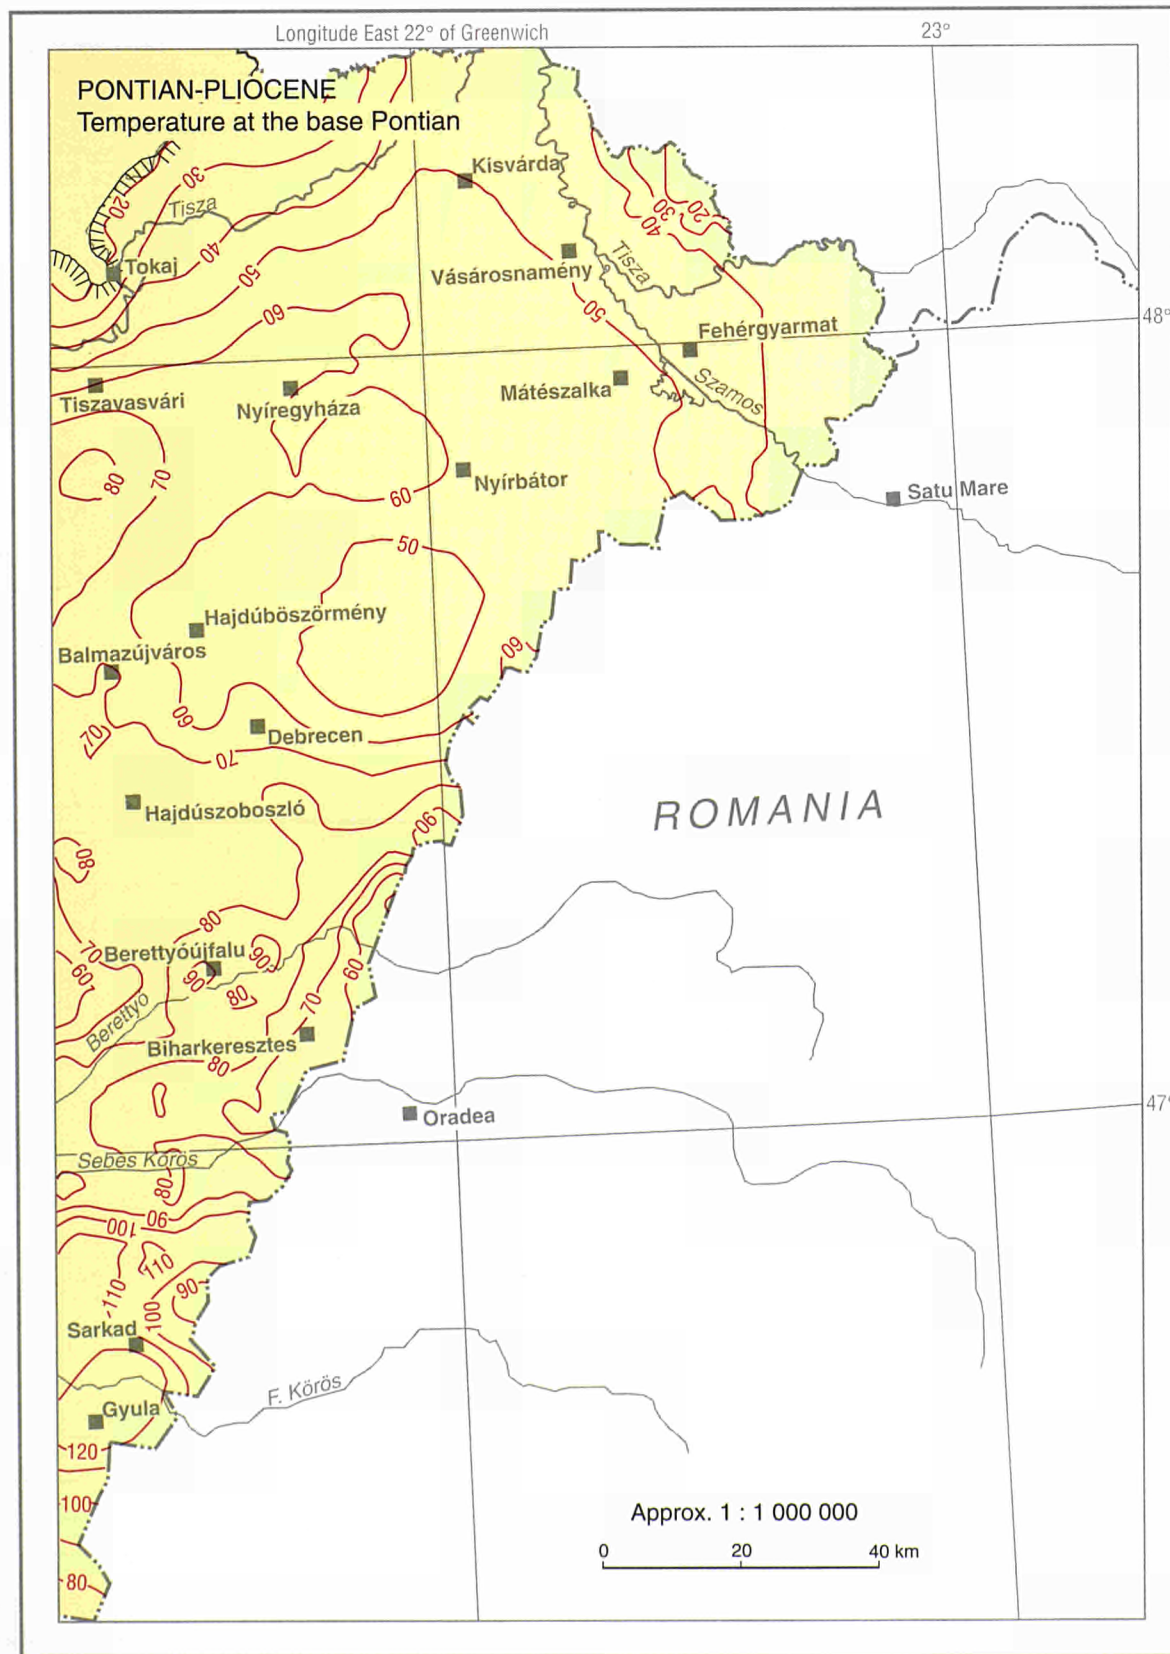 Longitude East 22° of Greenwich
23°
PONTIAN-PLIOCENE
Temperature at the base Pontian
Kisvárda
30
20
Tisza
40
30
20
40
Tokaj
50
Vásárosnamény
Tisza
60
50
48°
Fehérgyarmat
Tiszavasvári
Nyíregyháza
Mátészalka
Szamos
80
70
60
Nyírbátor
Satu Mare
50
Hajdúböszörmény
Balmazújváros
60
60
70
Debrecen
70
Hajdúszoboszló
ROMANIA
90
80
80
70
Berettyóújfalu
60
90
90
80
60
70
Berettyo
Biharkeresztes
80
Oradea
47°
Sebes Körös
80
90
100
110
110
90
100
Sarkad
F. Körös
Gyula
120
100
80
Approx. 1 : 1 000 000
0 20 40 km